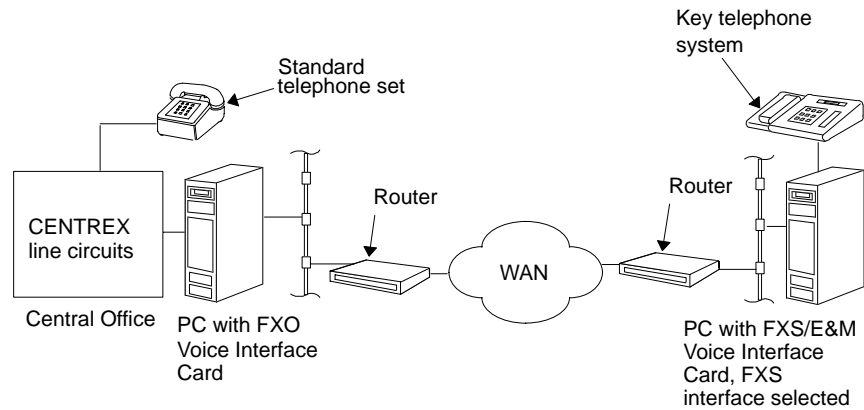 Key telephone
system
Standard
telephone set
Router
Router
CENTREX
line circuits
WAN
Central Office
PC with FXO
Voice Interface
Card
PC with FXS/E&M
Voice Interface
Card, FXS
interface selected